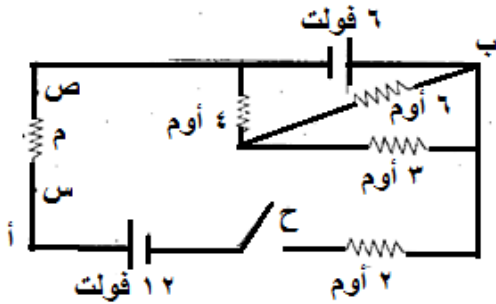 ٦ فولت
ب
ص
٤ أوم
٦ أوم
م
٣ أوم
س
ح
أ
١٢ فولت
٢ أوم